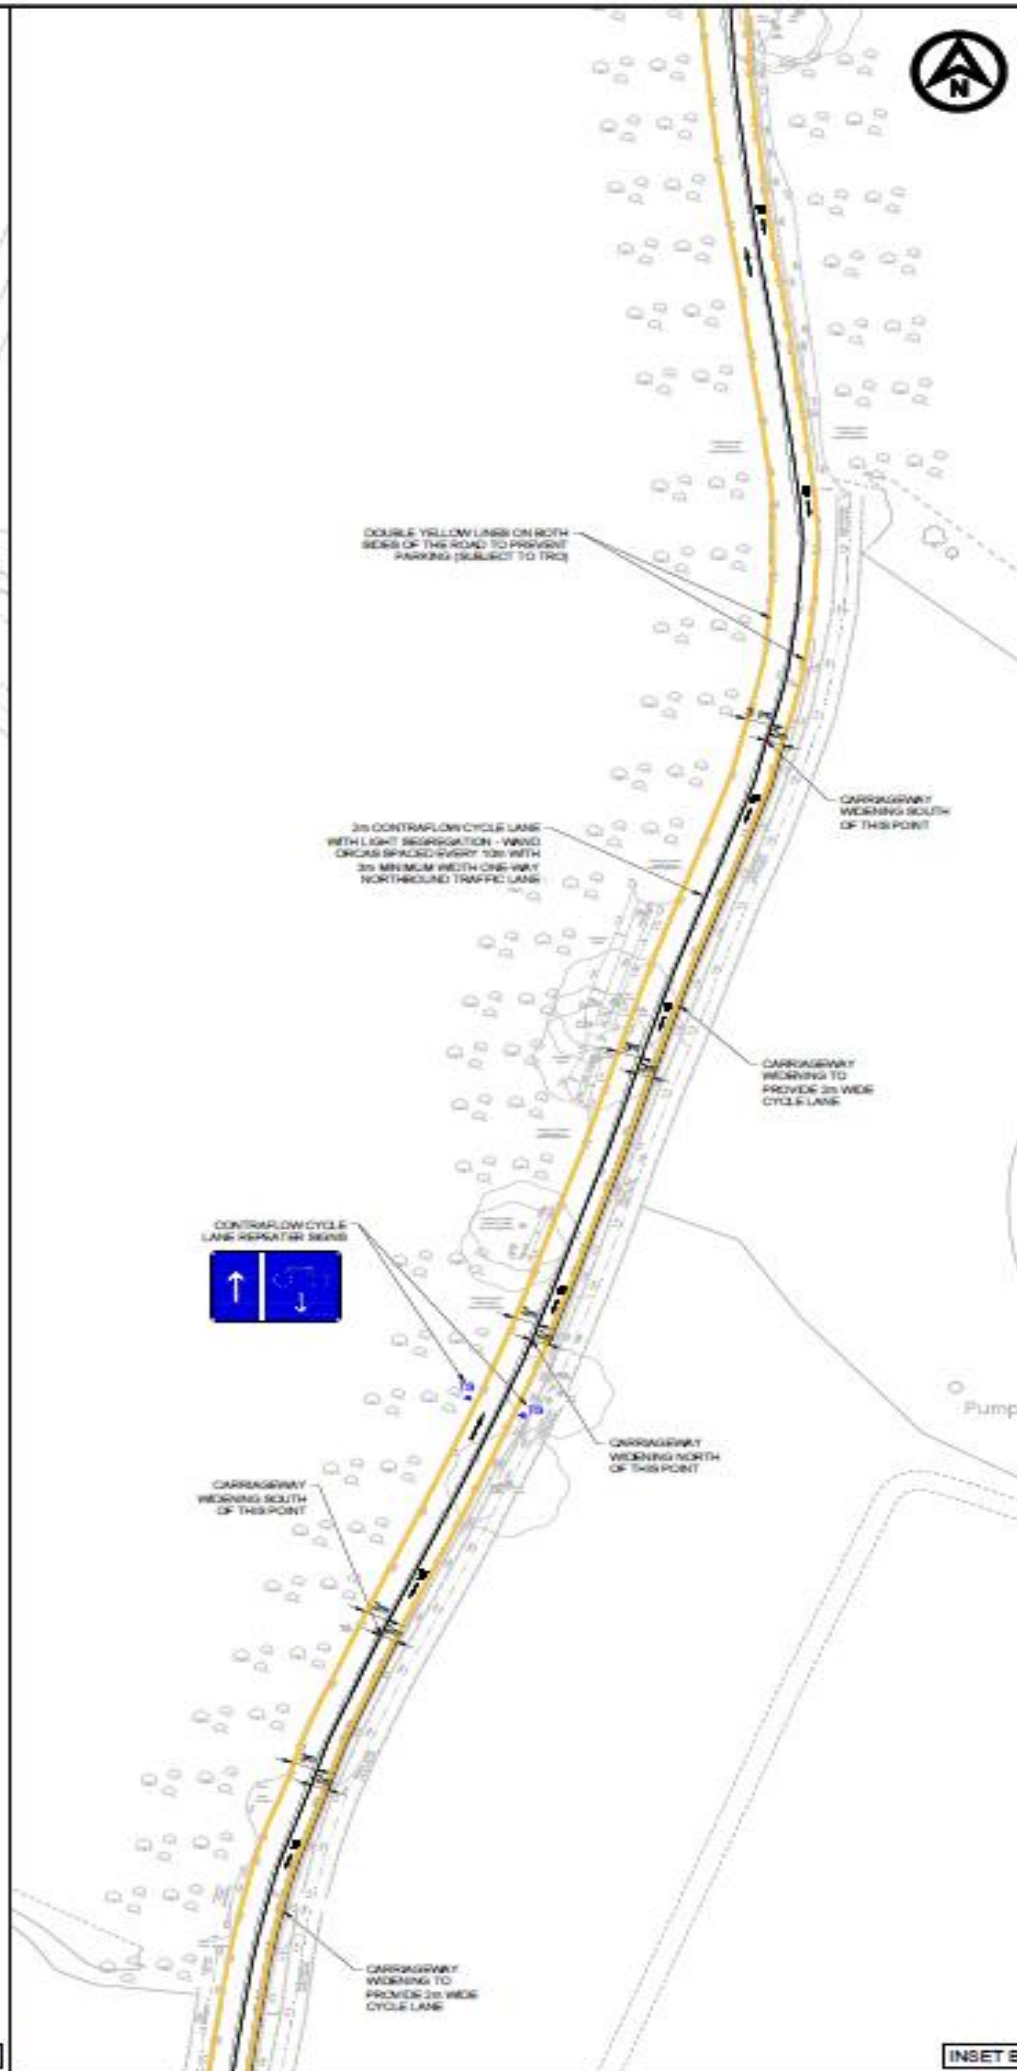 N
DOUBLE YELLOW LINES ON BOTH
SIDES OF THE ROAD TO PREVENT
PARKING (SUBJECT TO TRO)
CARRIAGEWAY
WIDENING SOUTH
OF THIS POINT
2m CONTRAFLOW CYCLE LANE
WITH LIGHT SEGREGATION - WAND
ORCAS SPACED EVERY 10m WITH
3m MINIMUM WIDTH ONE-WAY
NORTHBOUND TRAFFIC LANE
CARRIAGEWAY
WIDENING TO
PROVIDE 2m WIDE
CYCLE LANE
CONTRAFLOW CYCLE
LANE REPEATER SIGNS
Pump
CARRIAGEWAY
WIDENING NORTH
OF THIS POINT
CARRIAGEWAY
WIDENING SOUTH
OF THIS POINT
CARRIAGEWAY
WIDENING TO
PROVIDE 2m WIDE
CYCLE LANE
INSET B